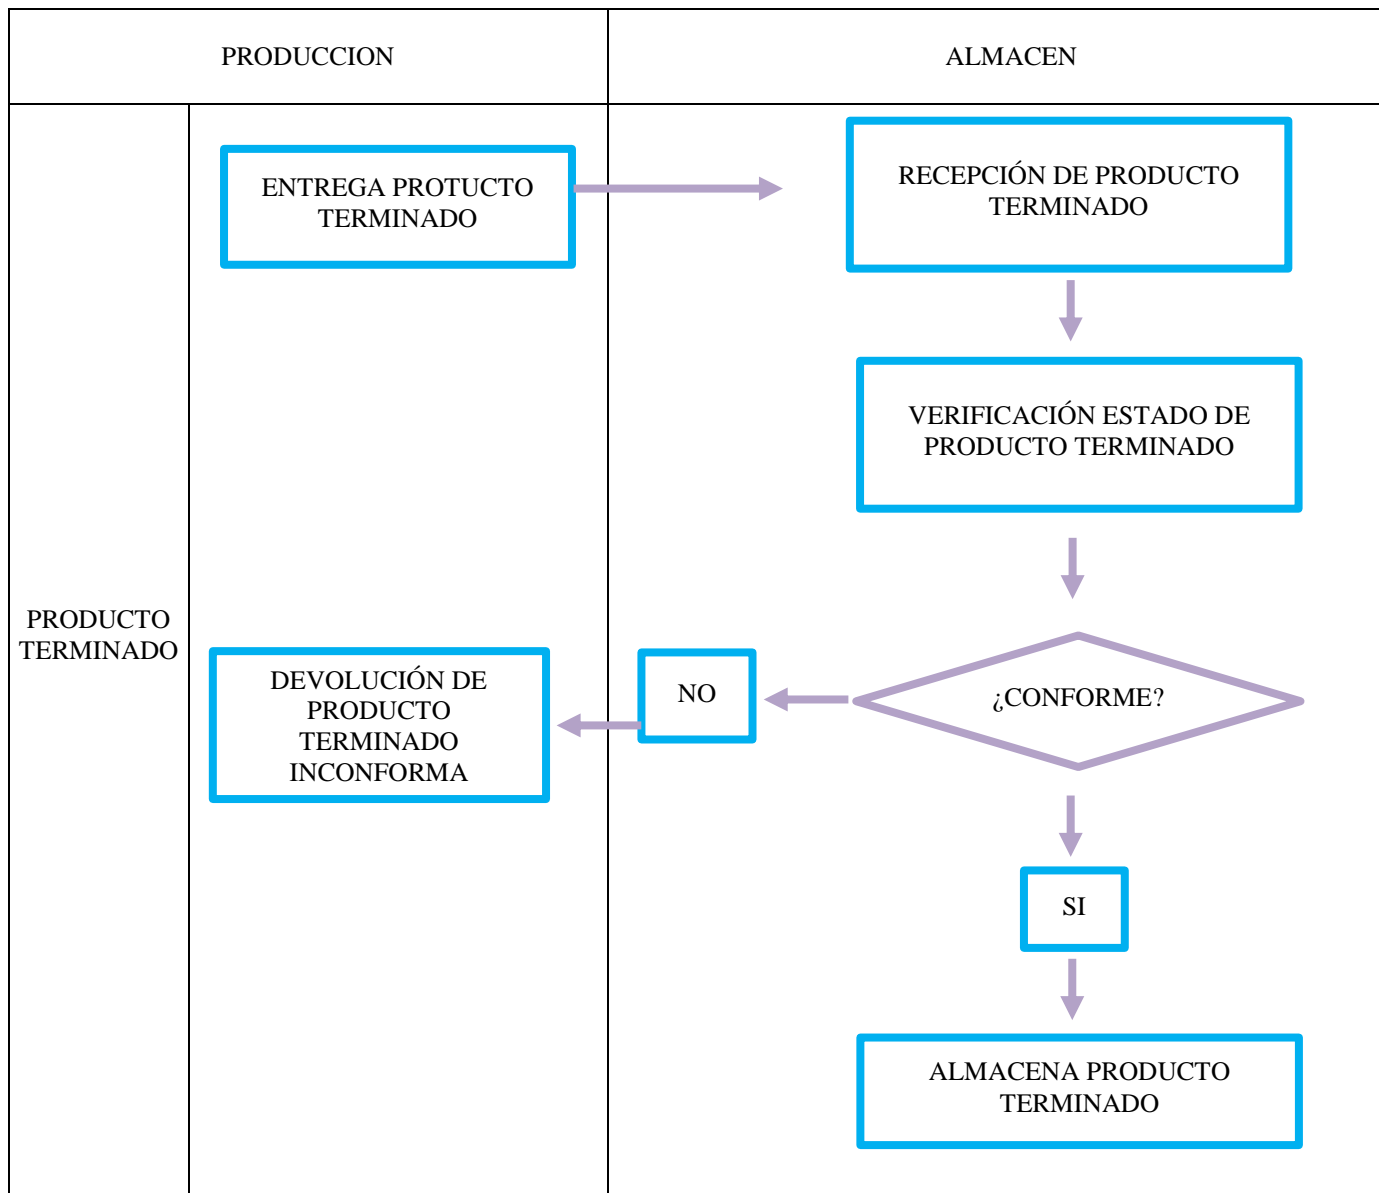 PRODUCCION
ALMACEN
ENTREGA PROTUCTO
TERMINADO
RECEPCIÓN DE PRODUCTO
TERMINADO
VERIFICACIÓN ESTADO DE
PRODUCTO TERMINADO
PRODUCTO
TERMINADO
DEVOLUCIÓN DE
PRODUCTO
TERMINADO
INCONFORMA
NO
¿CONFORME?
SI
ALMACENA PRODUCTO
TERMINADO